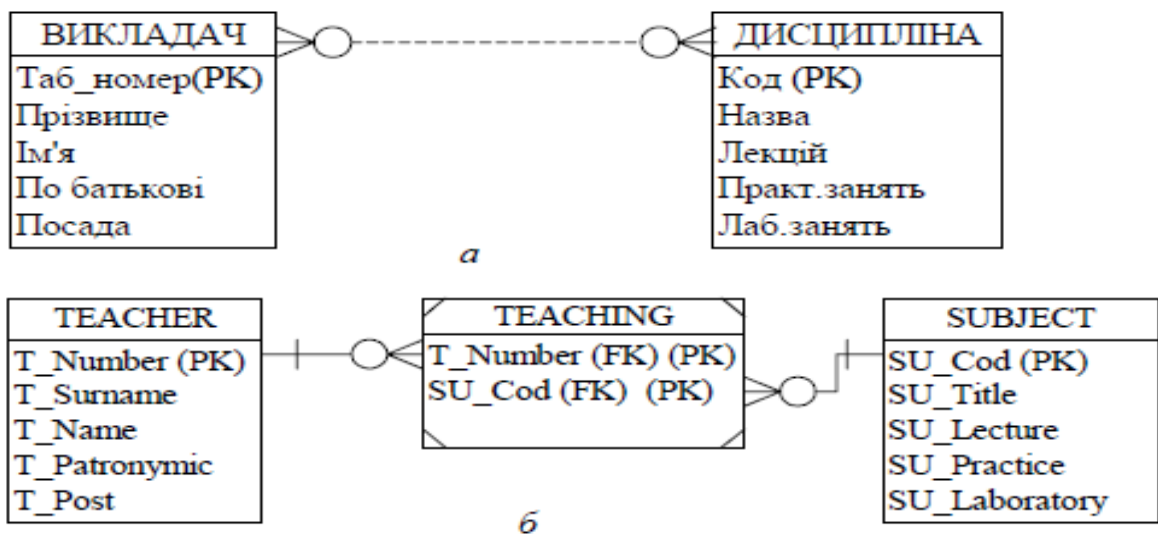 ВИКЛАДАЧ
Таб_номер(PK)
Прізвище
Ім'я
По батькові
Посада
ДИСЦИПЛІНА
Код (PK)
Назва
Лекцій
Практ.занять
Лаб.занять
а
TEACHER
T_Number (PK)
T_Surname
T_Name
T_Patronymic
T_Post
TEACHING
T_Number (FK) (PK)
SU_Cod (FK) (PK)
SUBJECT
SU_Cod (PK)
SU_Title
SU_Lecture
SU_Practice
SU_Laboratory
б